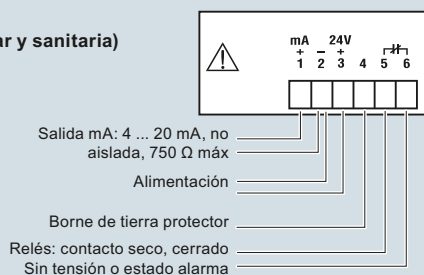 ar y sanitaria)
mA 24V
+ – + 
1 2 3 4 5 6
Salida mA: 4 ... 20 mA, no
aislada, 750 Ω máx
Alimentación
Borne de tierra protector
Relés: contacto seco, cerrado
Sin tensión o estado alarma